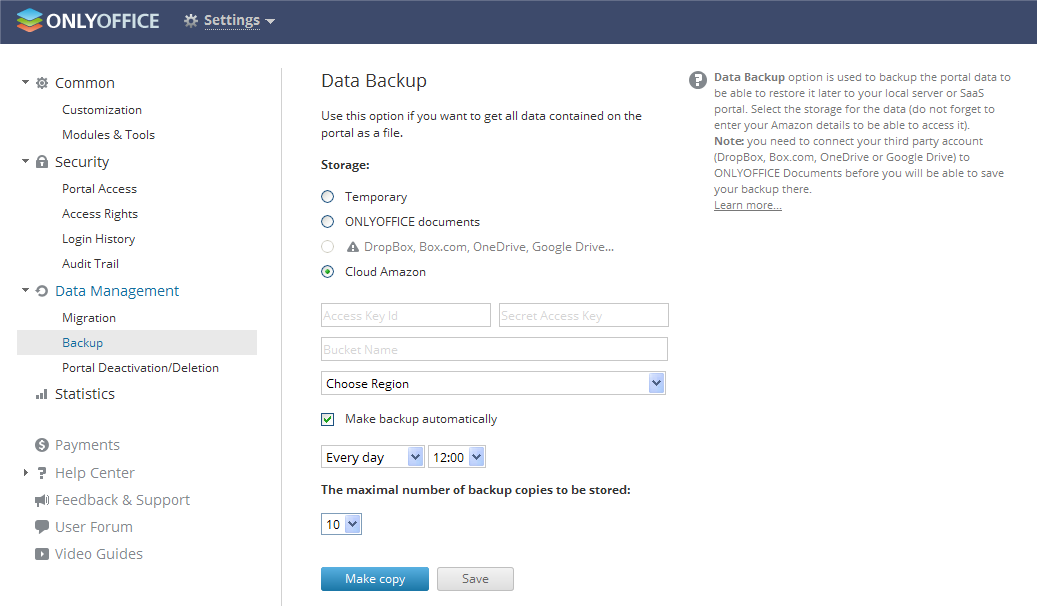 ONLYOFFICE Settings
Common
Customization
Modules & Tools
Security
Portal Access
Access Rights
Login History
Audit Trail
Data Management
Migration
Backup
Portal Deactivation/Deletion
Statistics
Payments
Help Center
Feedback & Support
User Forum
Video Guides
Data Backup
Use this option if you want to get all data contained on the
portal as a file.
Storage:
Temporary
ONLYOFFICE documents
DropBox, Box.com, OneDrive, Google Drive...
Cloud Amazon
Access Key Id Secret Access Key
Bucket Name
Choose Region
Make backup automatically
Every day 12:00
The maximal number of backup copies to be stored:
10
Make copy Save
Data Backup option is used to backup the portal data to
be able to restore it later to your local server or SaaS
portal. Select the storage for the data (do not forget to
enter your Amazon details to be able to access it).
Note: you need to connect your third party account
(DropBox, Box.com, OneDrive or Google Drive) to
ONLYOFFICE Documents before you will be able to save
your backup there.
Learn more...